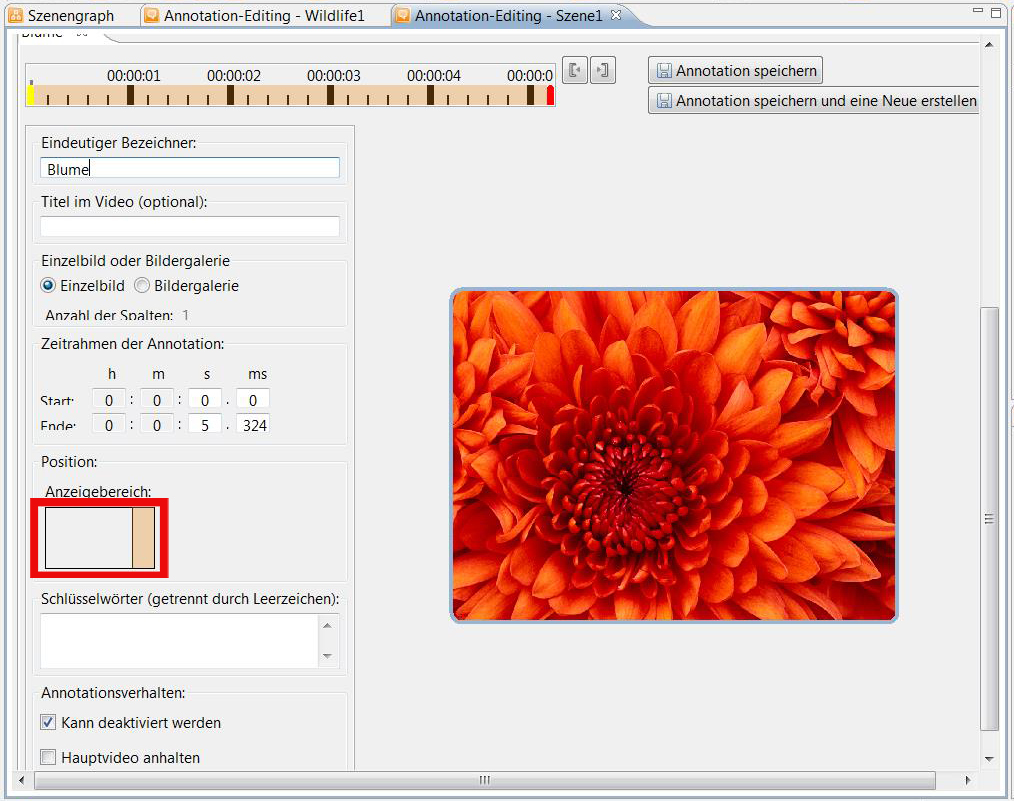 Szenengraph Annotation-Editing - Wildlife1 Annotation-Editing - Szene1
Blume
00:00:01 00:00:02 00:00:03 00:00:04 00:00:0
Annotation speichern
Annotation speichern und eine Neue erstellen
Eindeutiger Bezeichner:
Blume
Titel im Video (optional):
Einzelbild oder Bildergalerie
Einzelbild Bildergalerie
Anzahl der Spalten: 1
Zeitrahmen der Annotation:
h m s ms
Start: 0 : 0 : 0 . 0
Ende: 0 : 0 : 5 . 324
Position:
Anzeigebereich:
Schlüsselwörter (getrennt durch Leerzeichen):
Annotationsverhalten:
Kann deaktiviert werden
Hauptvideo anhalten